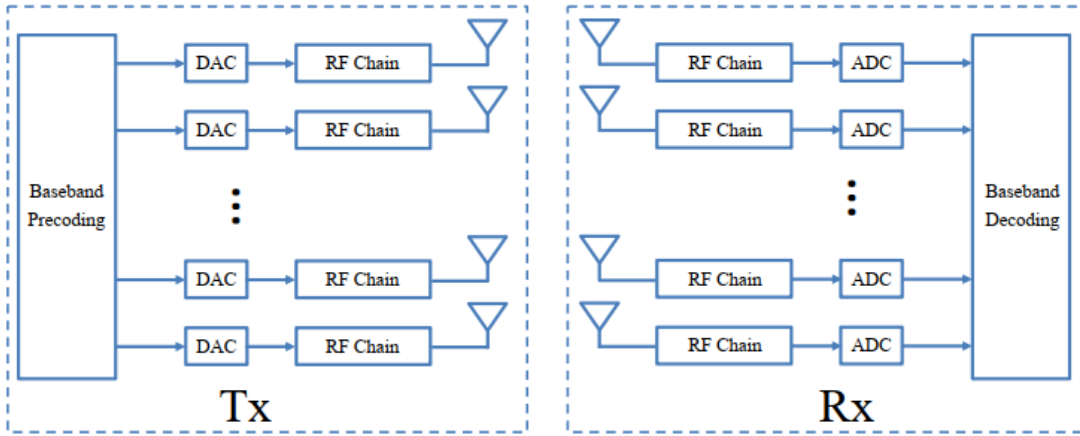 DAC
RF Chain
RF Chain
ADC
DAC
RF Chain
RF Chain
ADC
Baseband
Precoding
Baseband
Decoding
DAC
RF Chain
RF Chain
ADC
DAC
RF Chain
RF Chain
ADC
Tx
Rx